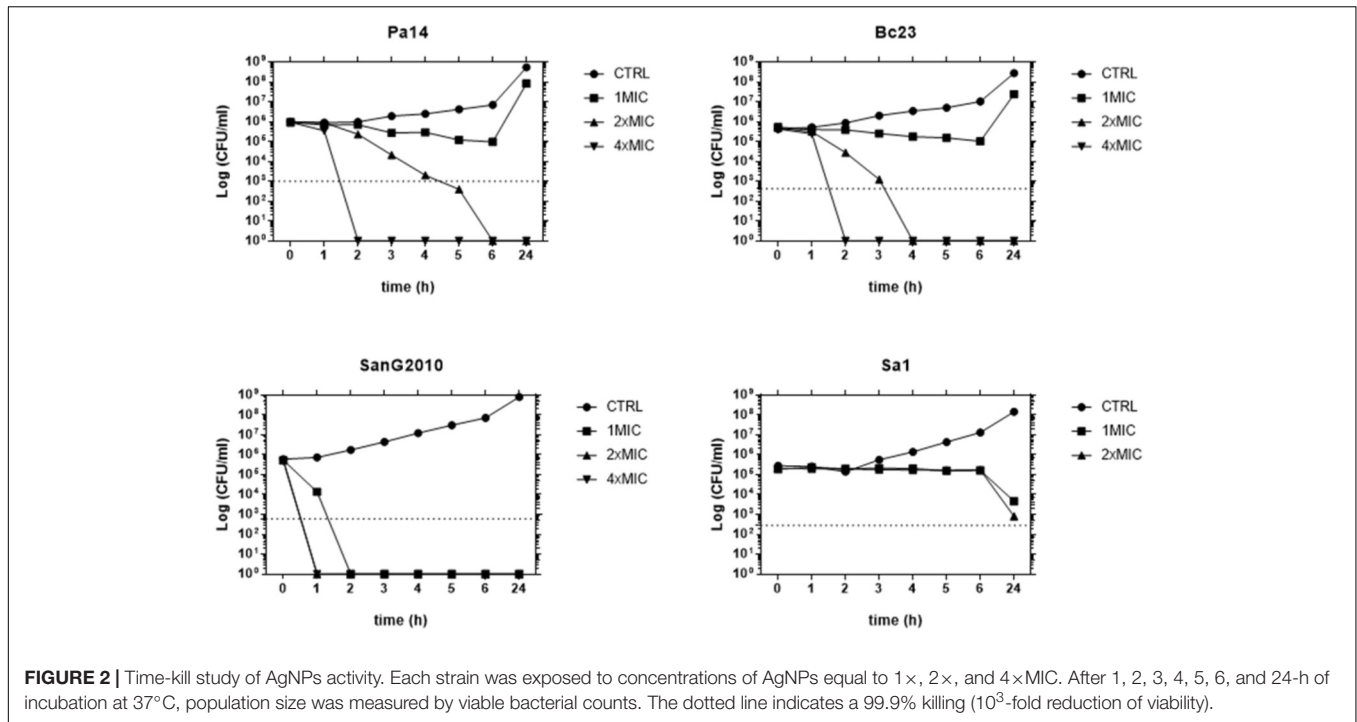 Pa14
Log (CFU/ml)
10⁹
10⁸
10⁷
10⁶
10⁵
10⁴
10³
10²
10¹
10⁰
0 1 2 3 4 5 6 24
time (h)
CTRL
1MIC
2xMIC
4xMIC
Bc23
Log (CFU/ml)
10⁹
10⁸
10⁷
10⁶
10⁵
10⁴
10³
10²
10¹
10⁰
0 1 2 3 4 5 6 24
time (h)
CTRL
1MIC
2xMIC
4xMIC
SanG2010
Log (CFU/ml)
10⁹
10⁸
10⁷
10⁶
10⁵
10⁴
10³
10²
10¹
10⁰
0 1 2 3 4 5 6 24
time (h)
CTRL
1MIC
2xMIC
4xMIC
Sa1
Log (CFU/ml)
10⁹
10⁸
10⁷
10⁶
10⁵
10⁴
10³
10²
10¹
10⁰
0 1 2 3 4 5 6 24
time (h)
CTRL
1MIC
2xMIC
FIGURE 2 | Time-kill study of AgNPs activity. Each strain was exposed to concentrations of AgNPs equal to 1×, 2×, and 4×MIC. After 1, 2, 3, 4, 5, 6, and 24-h of
incubation at 37°C, population size was measured by viable bacterial counts. The dotted line indicates a 99.9% killing (10³-fold reduction of viability).